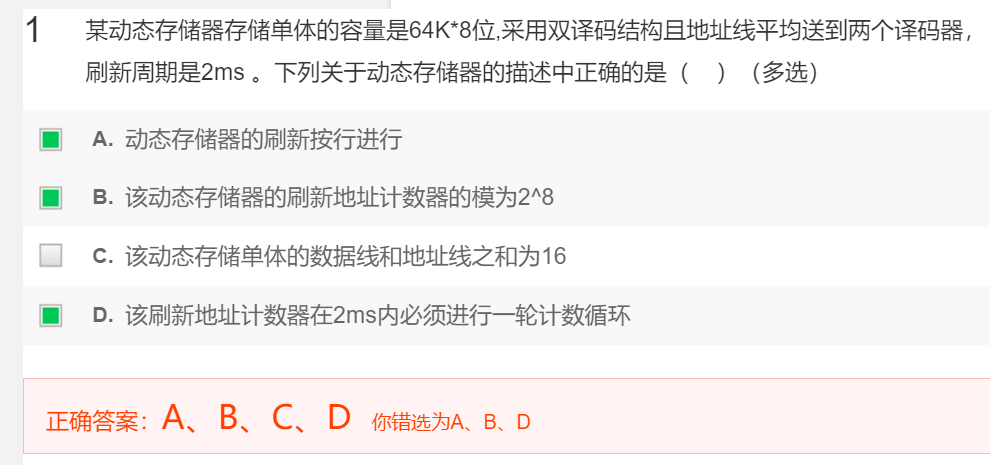 1 某动态存储器存储单体的容量是64K*8位,采用双译码结构且地址线平均送到两个译码器，
刷新周期是2ms 。下列关于动态存储器的描述中正确的是（ ）（多选）
A. 动态存储器的刷新按行进行
B. 该动态存储器的刷新地址计数器的模为2^8
C. 该动态存储单体的数据线和地址线之和为16
D. 该刷新地址计数器在2ms内必须进行一轮计数循环
正确答案：A、B、C、D 你错选为A、B、D